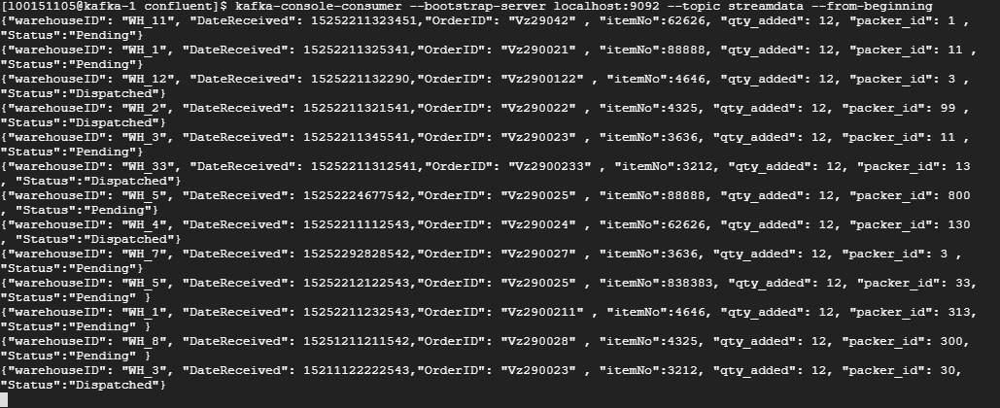 [l00151105@kafka-1 confluent]$ kafka-console-consumer --bootstrap-server localhost:9092 --topic streamdata --from-beginning
{"warehouseID": "WH_11", "DateReceived": 15252211323451,"OrderID": "Vz29042" , "itemNo":62626, "qty_added": 12, "packer_id": 1 ,
"Status":"Pending"}
{"warehouseID": "WH_1", "DateReceived": 15252211325341,"OrderID": "Vz290021" , "itemNo":88888, "qty_added": 12, "packer_id": 11 ,
"Status":"Pending"}
{"warehouseID": "WH_12", "DateReceived": 1525221132290,"OrderID": "Vz2900122" , "itemNo":4646, "qty_added": 12, "packer_id": 3 ,
"Status":"Dispatched"}
{"warehouseID": "WH_2", "DateReceived": 15252211321541,"OrderID": "Vz290022" , "itemNo":4325, "qty_added": 12, "packer_id": 99 ,
"Status":"Dispatched"}
{"warehouseID": "WH_3", "DateReceived": 15252211345541,"OrderID": "Vz290023" , "itemNo":3636, "qty_added": 12, "packer_id": 11 ,
"Status":"Pending"}
{"warehouseID": "WH_33", "DateReceived": 15252211312541,"OrderID": "Vz2900233" , "itemNo":3212, "qty_added": 12, "packer_id": 13
, "Status":"Dispatched"}
{"warehouseID": "WH_5", "DateReceived": 15252224677542,"OrderID": "Vz290025" , "itemNo":88888, "qty_added": 12, "packer_id": 800
, "Status":"Pending"}
{"warehouseID": "WH_4", "DateReceived": 15252211112543,"OrderID": "Vz290024" , "itemNo":62626, "qty_added": 12, "packer_id": 130
, "Status":"Dispatched"}
{"warehouseID": "WH_7", "DateReceived": 15252292828542,"OrderID": "Vz290027" , "itemNo":3636, "qty_added": 12, "packer_id": 3 ,
"Status":"Pending"}
{"warehouseID": "WH_5", "DateReceived": 15252212122543,"OrderID": "Vz290025" , "itemNo":838383, "qty_added": 12, "packer_id": 33,
"Status":"Pending" }
{"warehouseID": "WH_1", "DateReceived": 15252211232543,"OrderID": "Vz2900211" , "itemNo":4646, "qty_added": 12, "packer_id": 313,
"Status":"Pending" }
{"warehouseID": "WH_8", "DateReceived": 15251211211542,"OrderID": "Vz290028" , "itemNo":4325, "qty_added": 12, "packer_id": 300,
"Status":"Pending" }
{"warehouseID": "WH_3", "DateReceived": 15211122222543,"OrderID": "Vz290023" , "itemNo":3212, "qty_added": 12, "packer_id": 30,
"Status":"Dispatched"}